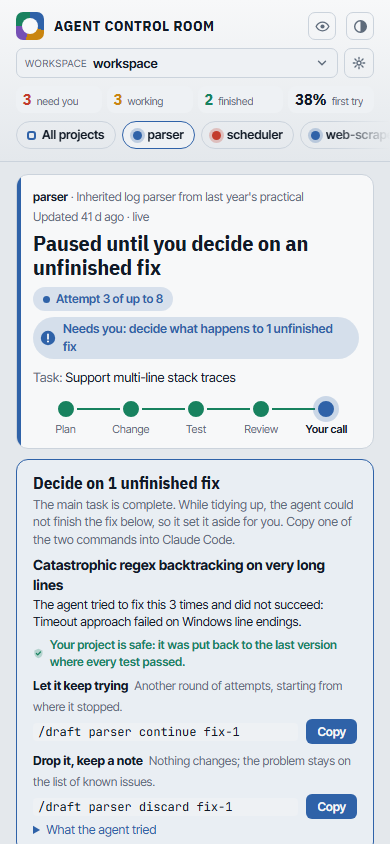 AGENT CONTROL ROOM
WORKSPACE workspace
3 need you
3 working
2 finished
38% first try
All projects
parser
scheduler
web-scrap
parser · Inherited log parser from last year's practical
Updated 41 d ago · live
Paused until you decide on an
unfinished fix
Attempt 3 of up to 8
Needs you: decide what happens to 1 unfinished
fix
Task: Support multi-line stack traces
Plan
Change
Test
Review
Your call
Decide on 1 unfinished fix
The main task is complete. While tidying up, the agent could
not finish the fix below, so it set it aside for you. Copy one of
the two commands into Claude Code.
Catastrophic regex backtracking on very long
lines
The agent tried to fix this 3 times and did not succeed:
Timeout approach failed on Windows line endings.
Your project is safe: it was put back to the last version
where every test passed.
Let it keep trying Another round of attempts, starting from
where it stopped.
/draft parser continue fix-1
Copy
Drop it, keep a note Nothing changes; the problem stays on
the list of known issues.
/draft parser discard fix-1
Copy
What the agent tried